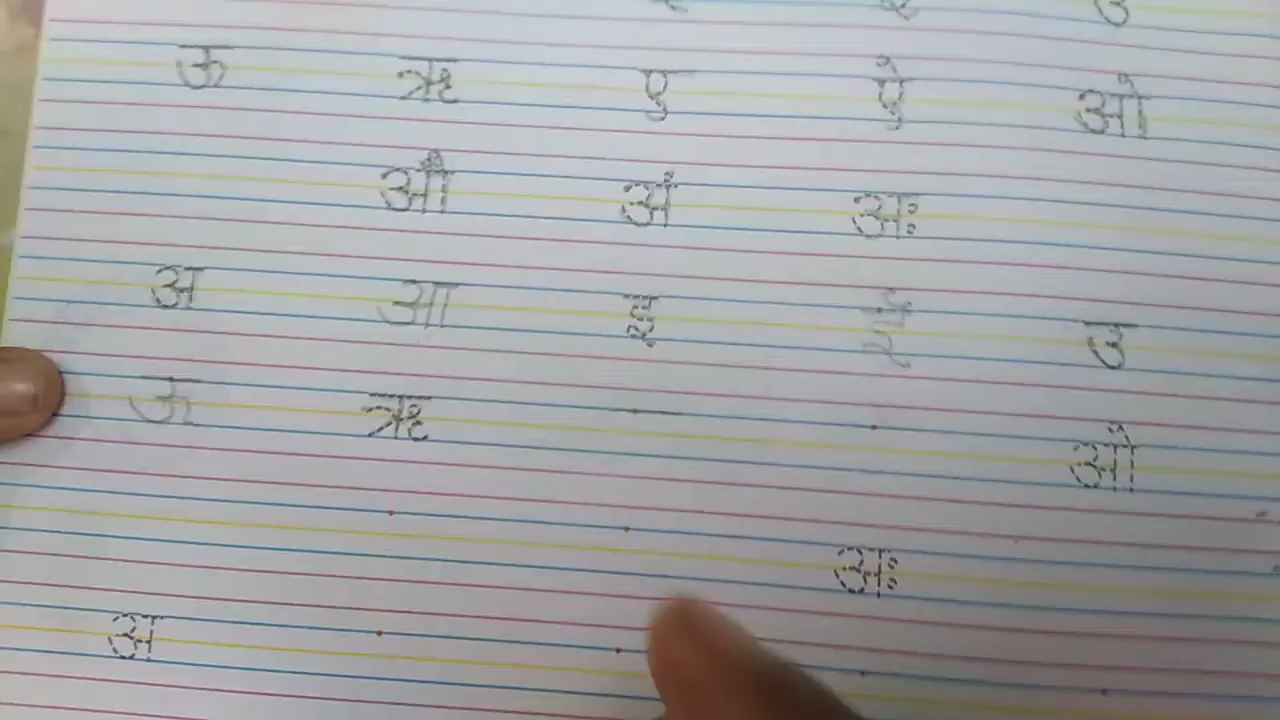 ऊ ऋ ए ऐ ओ
औ अं अः
अ आ इ ई उ
ऊ ऋ ओ
अः
अ